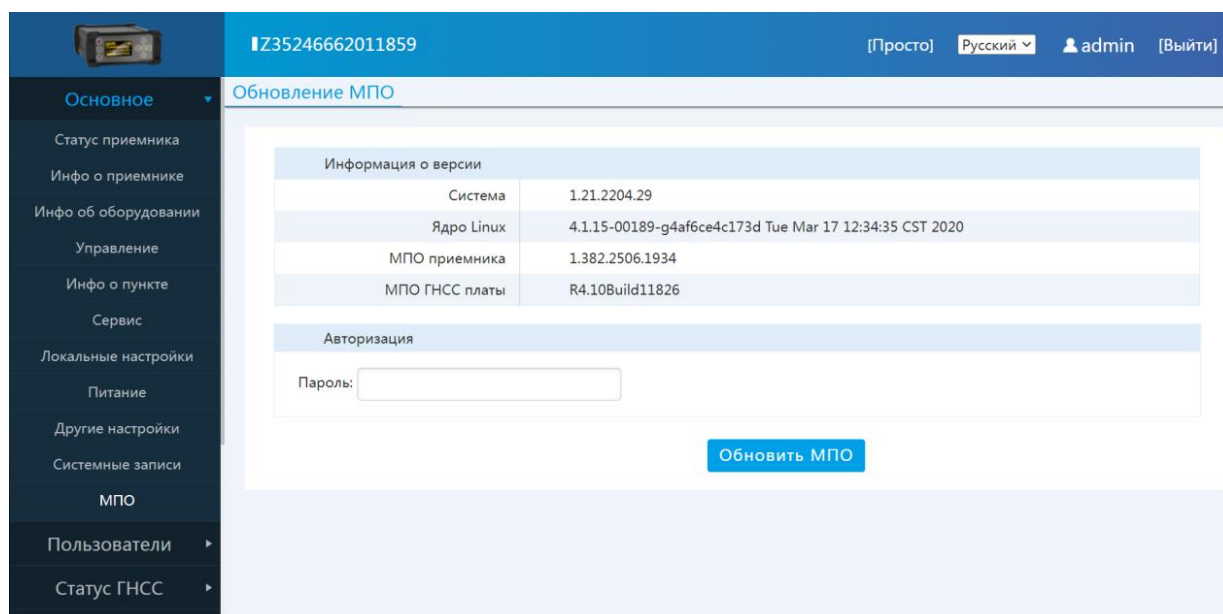 IZ35246662011859
[Просто]
Русский
admin
[Выйти]
Основное
Статус приемника
Инфо о приемнике
Инфо об оборудовании
Управление
Инфо о пункте
Сервис
Локальные настройки
Питание
Другие настройки
Системные записи
МПО
Пользователи
Статус ГНСС
Обновление МПО
Информация о версии
Система 1.21.2204.29
Ядро Linux 4.1.15-00189-g4af6ce4c173d Tue Mar 17 12:34:35 CST 2020
МПО приемника 1.382.2506.1934
МПО ГНСС платы R4.10Build11826
Авторизация
Пароль:
Обновить МПО